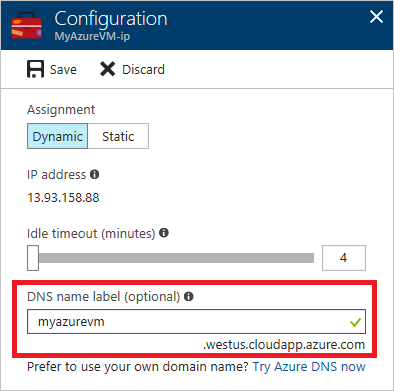 Configuration
MyAzureVM-ip
Save Discard
Assignment
Dynamic Static
IP address
13.93.158.88
Idle timeout (minutes)
4
DNS name label (optional)
myazurevm
.westus.cloudapp.azure.com
Prefer to use your own domain name? Try Azure DNS now